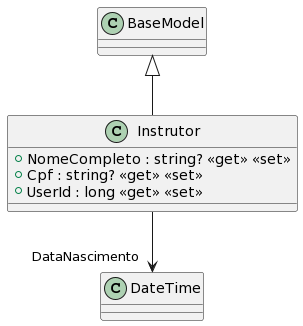 C BaseModel
C Instrutor
NomeCompleto : string? «get» «set»
Cpf : string? «get» «set»
UserId : long «get» «set»
DataNascimento
C DateTime